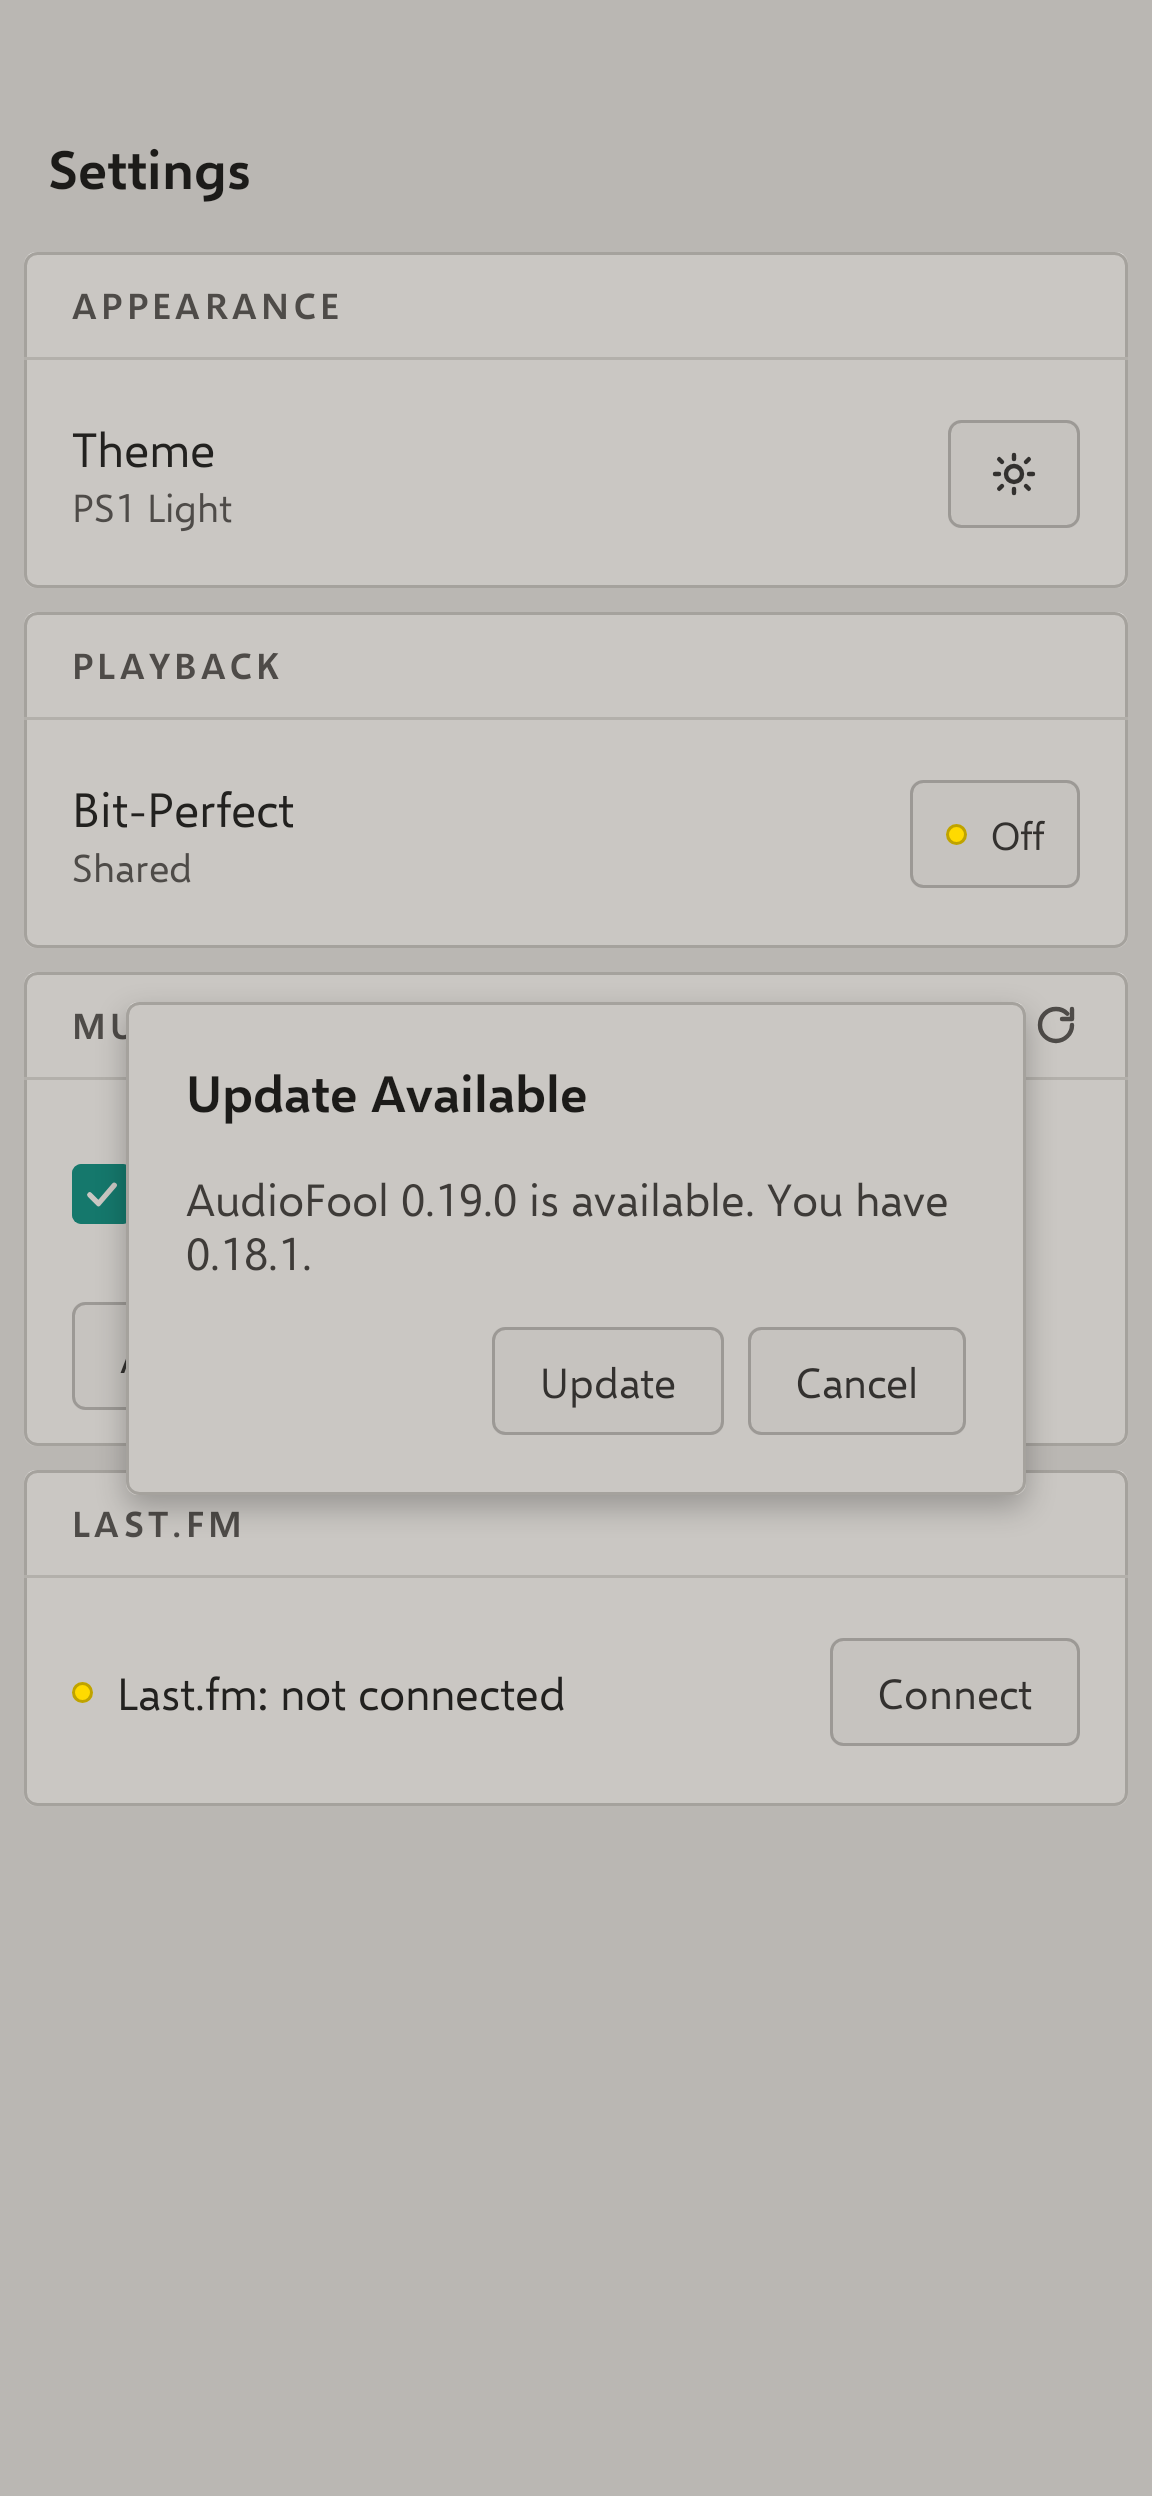 Settings
APPEARANCE
Theme
PS1 Light
PLAYBACK
Bit-Perfect
Shared
Off
Update Available
AudioFool 0.19.0 is available. You have
0.18.1.
Update
Cancel
LAST.FM
Last.fm: not connected
Connect